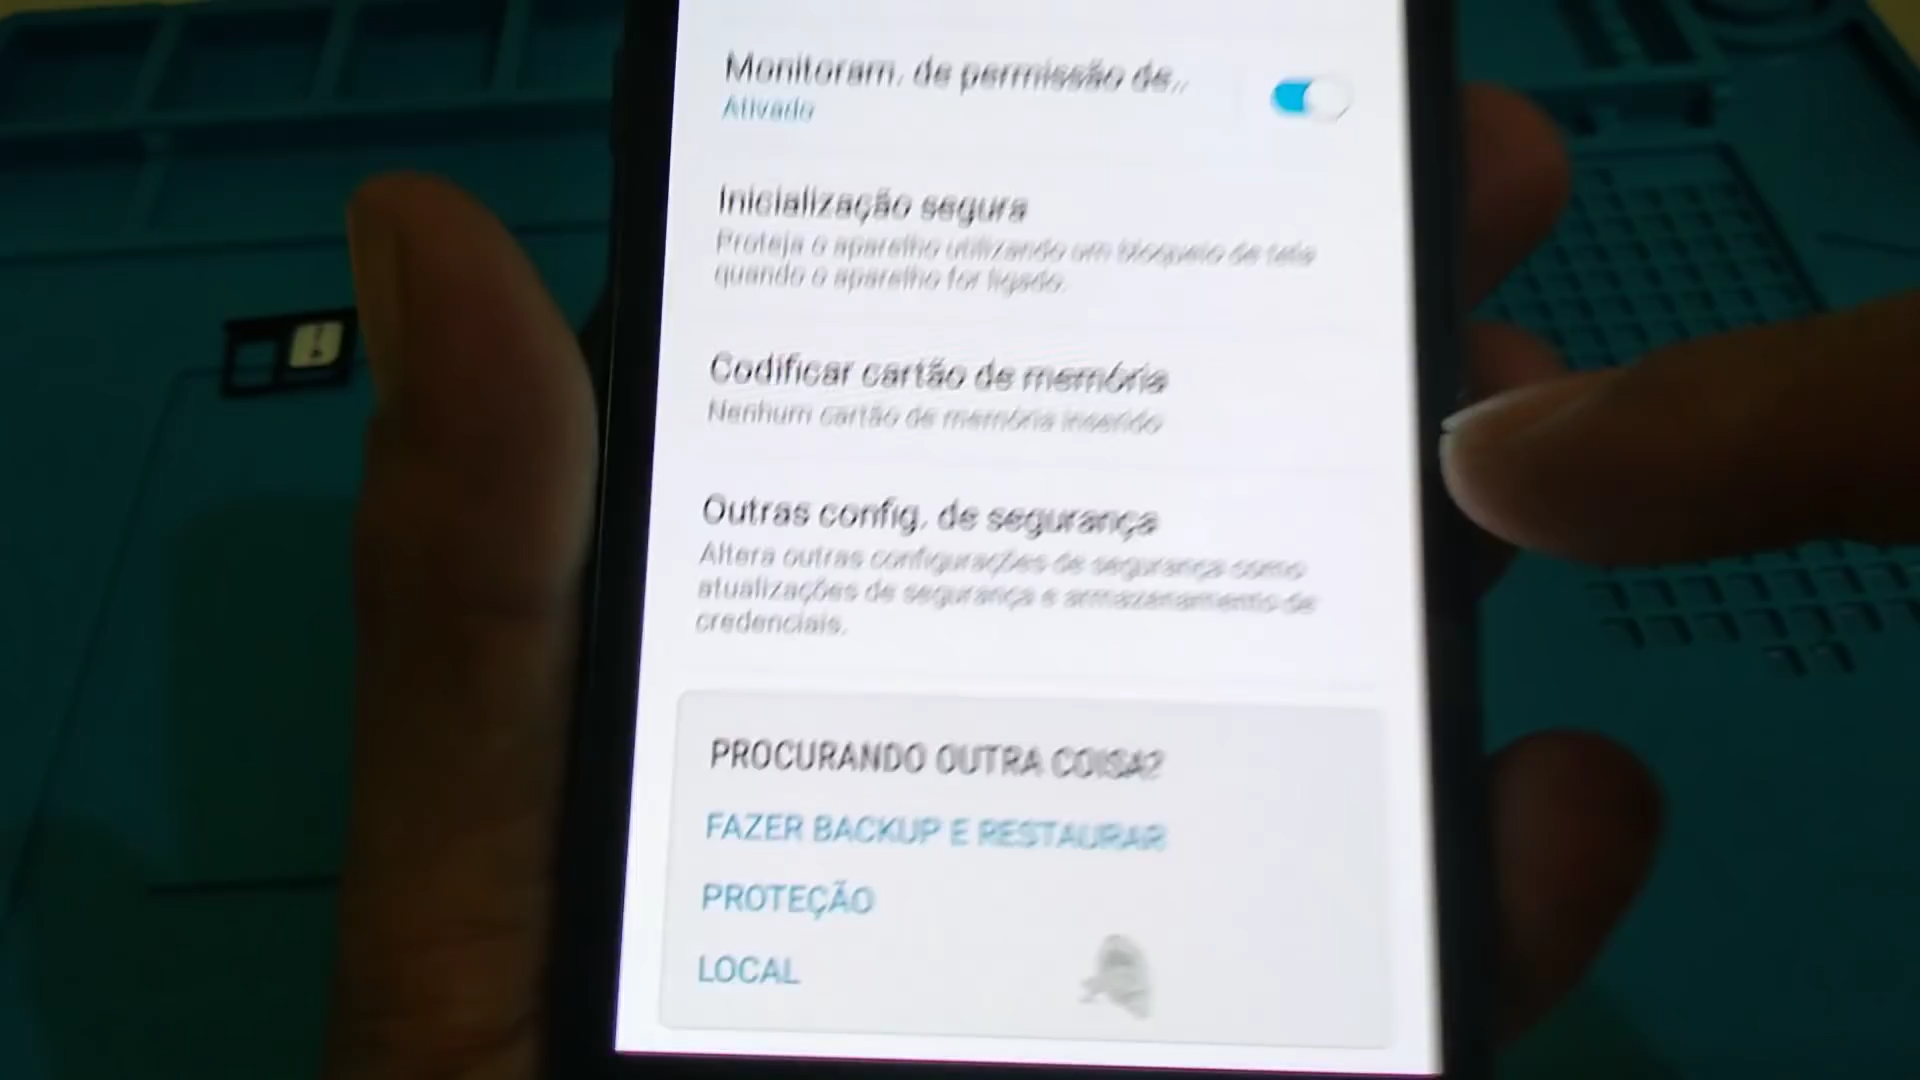 Monitoram. de permissão de...
Ativado
Inicialização segura
Proteja o aparelho utilizando um bloqueio de tela
quando o aparelho for ligado.
Codificar cartão de memória
Nenhum cartão de memória inserido
Outras config. de segurança
Altera outras configurações de segurança como
atualizações de segurança e armazenamento de
credenciais.
PROCURANDO OUTRA COISA?
FAZER BACKUP E RESTAURAR
PROTEÇÃO
LOCAL